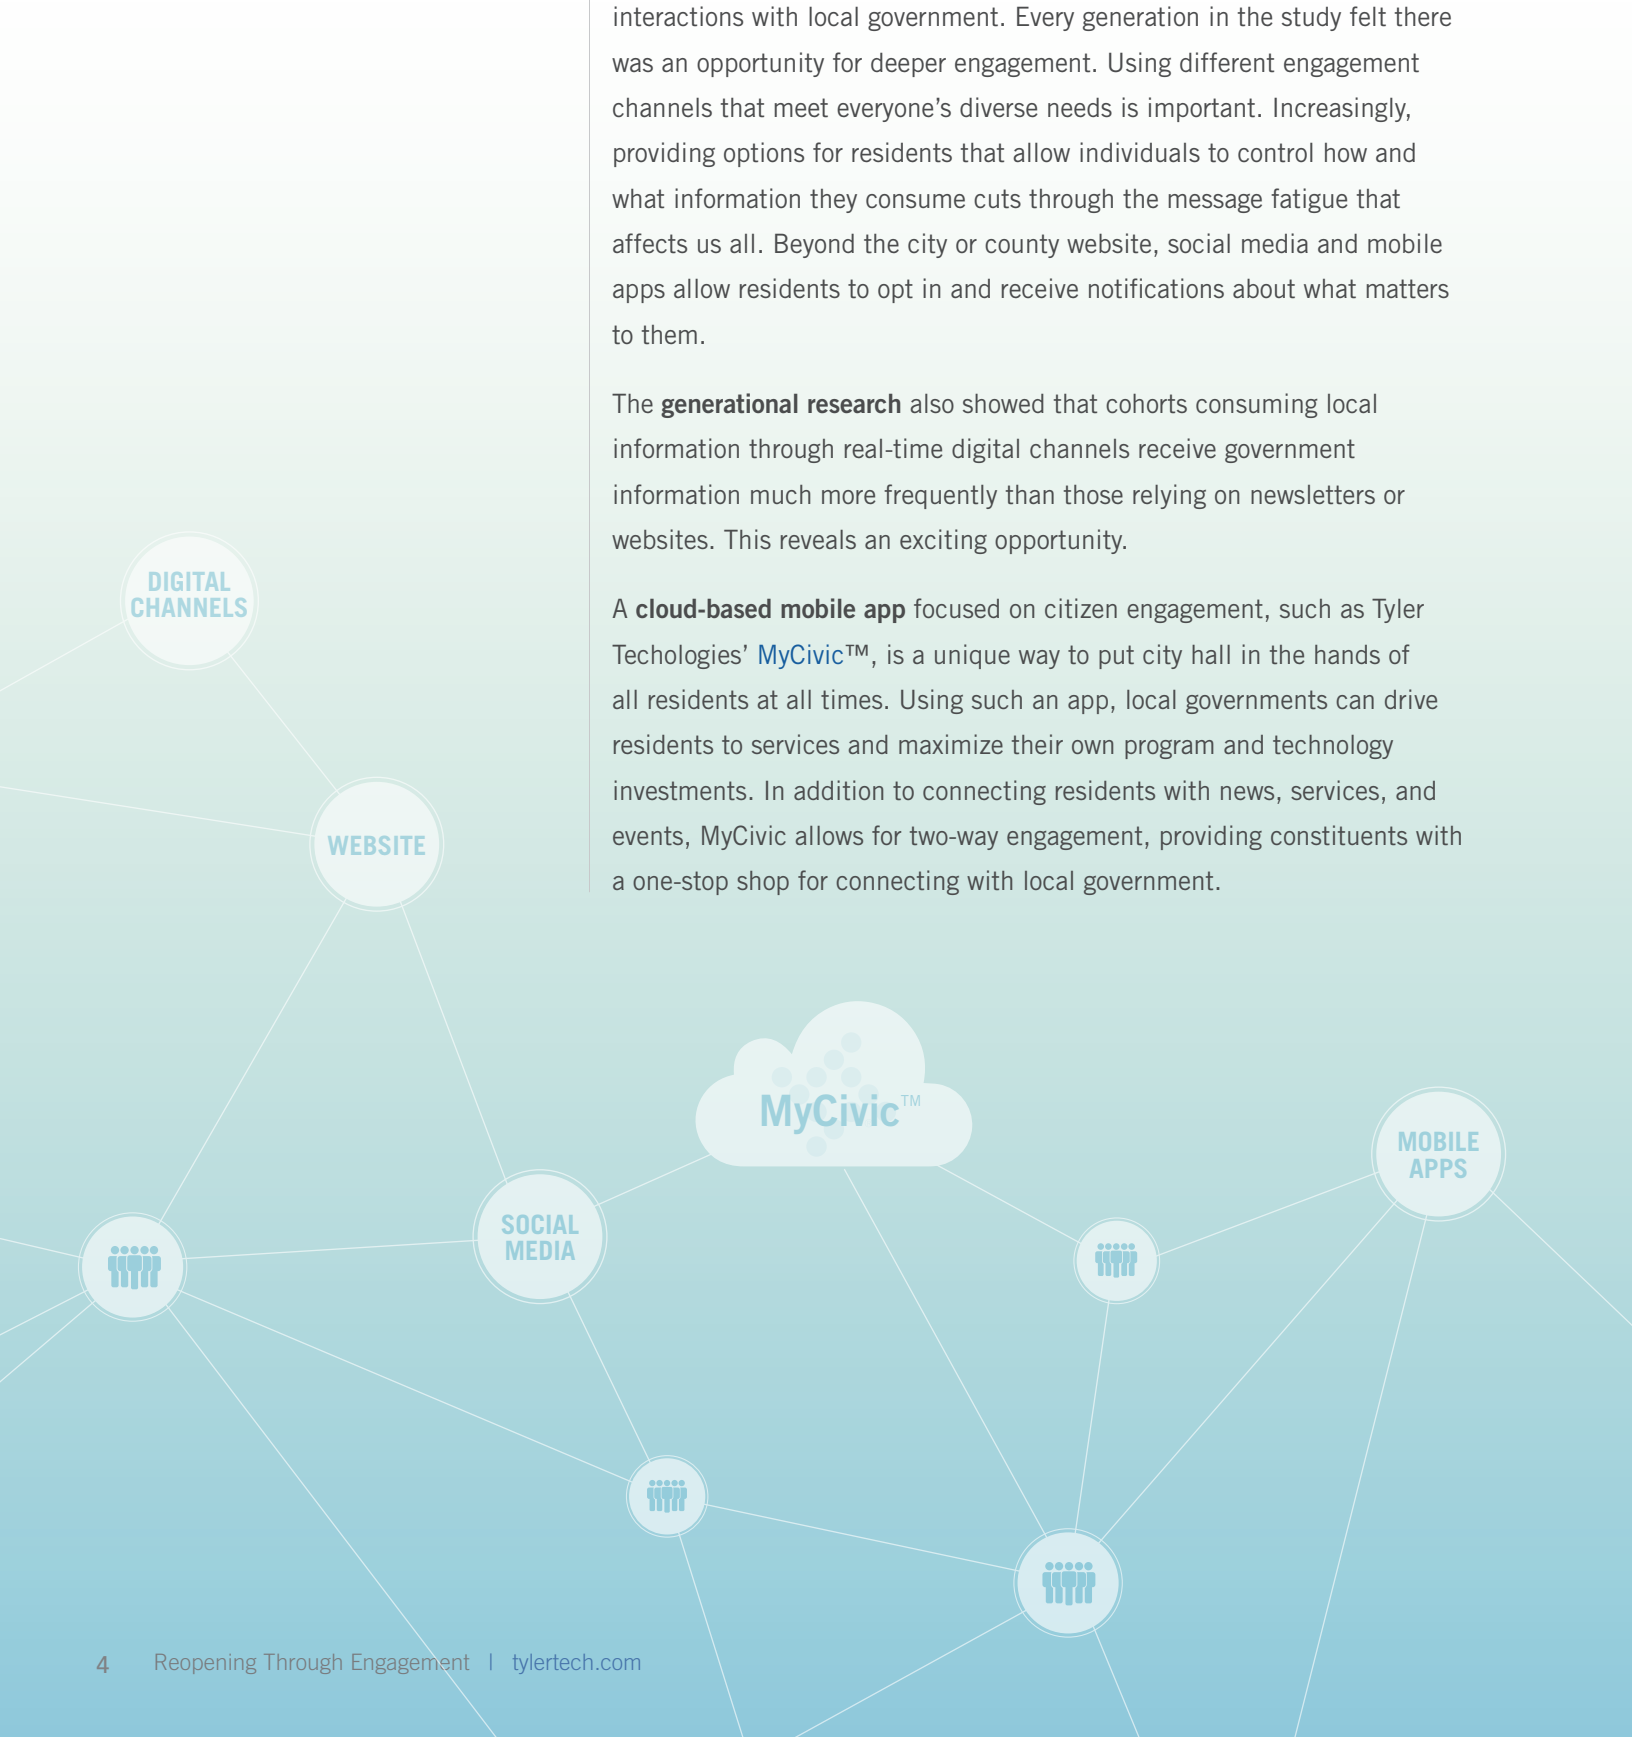 interactions with local government. Every generation in the study felt there
was an opportunity for deeper engagement. Using different engagement
channels that meet everyone’s diverse needs is important. Increasingly,
providing options for residents that allow individuals to control how and
what information they consume cuts through the message fatigue that
affects us all. Beyond the city or county website, social media and mobile
apps allow residents to opt in and receive notifications about what matters
to them.
The generational research also showed that cohorts consuming local
information through real-time digital channels receive government
information much more frequently than those relying on newsletters or
websites. This reveals an exciting opportunity.
A cloud-based mobile app focused on citizen engagement, such as Tyler
Techologies’ MyCivic™, is a unique way to put city hall in the hands of
all residents at all times. Using such an app, local governments can drive
residents to services and maximize their own program and technology
investments. In addition to connecting residents with news, services, and
events, MyCivic allows for two-way engagement, providing constituents with
a one-stop shop for connecting with local government.
DIGITAL
CHANNELS
WEBSITE
MyCivic™
MOBILE
APPS
SOCIAL
MEDIA
4 Reopening Through Engagement | tylertech.com